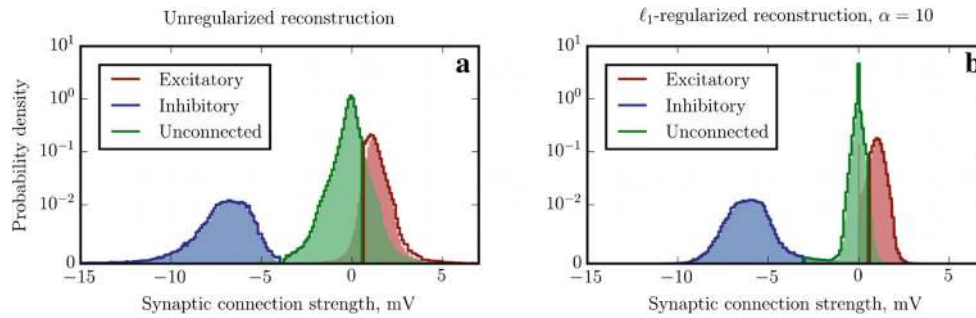 Unregularized reconstruction
a
Excitatory
Inhibitory
Unconnected
10^1
10^0
10^{-1}
10^{-2}
0
Probability density
−15 −10 −5 0 5
Synaptic connection strength, mV
ℓ₁-regularized reconstruction, α = 10
b
Excitatory
Inhibitory
Unconnected
10^1
10^0
10^{-1}
10^{-2}
0
−15 −10 −5 0 5
Synaptic connection strength, mV